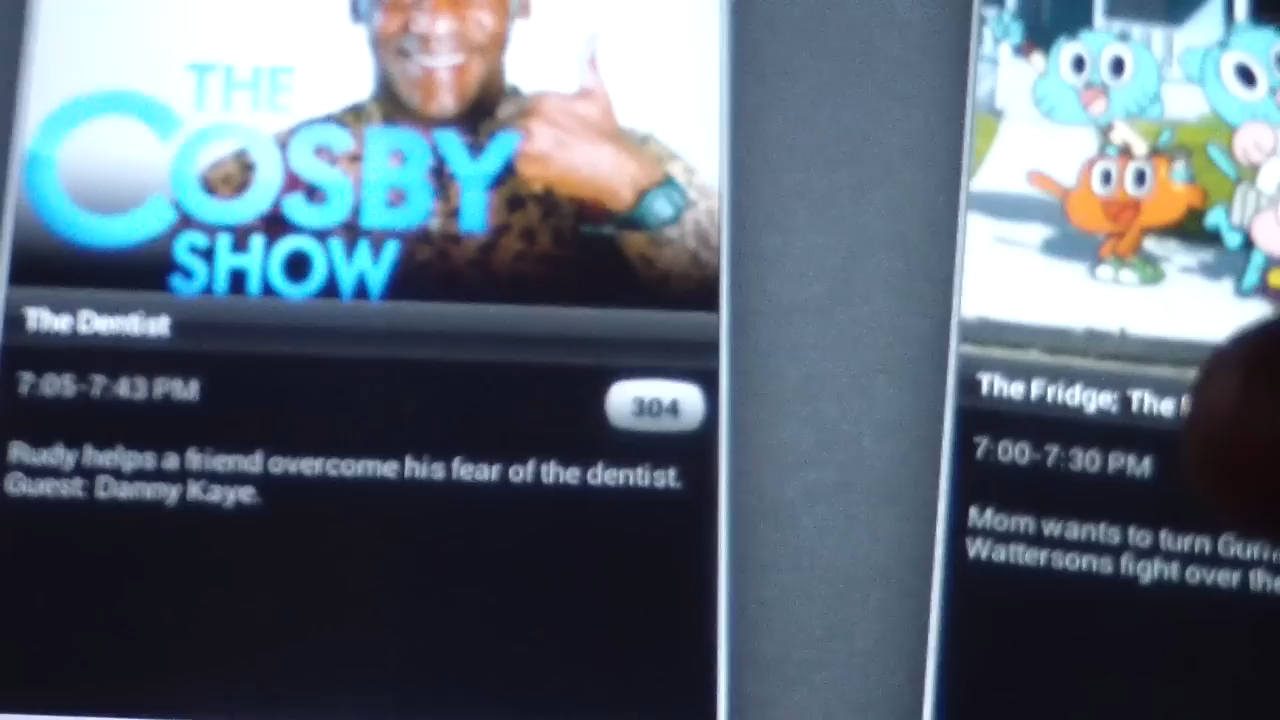 THE
COSBY
SHOW
The Dentist
7:05-7:43 PM
304
Rudy helps a friend overcome his fear of the dentist.
Guest: Danny Kaye.
The Fridge; The
7:00-7:30 PM
Mom wants to turn
Wattersons fight over the